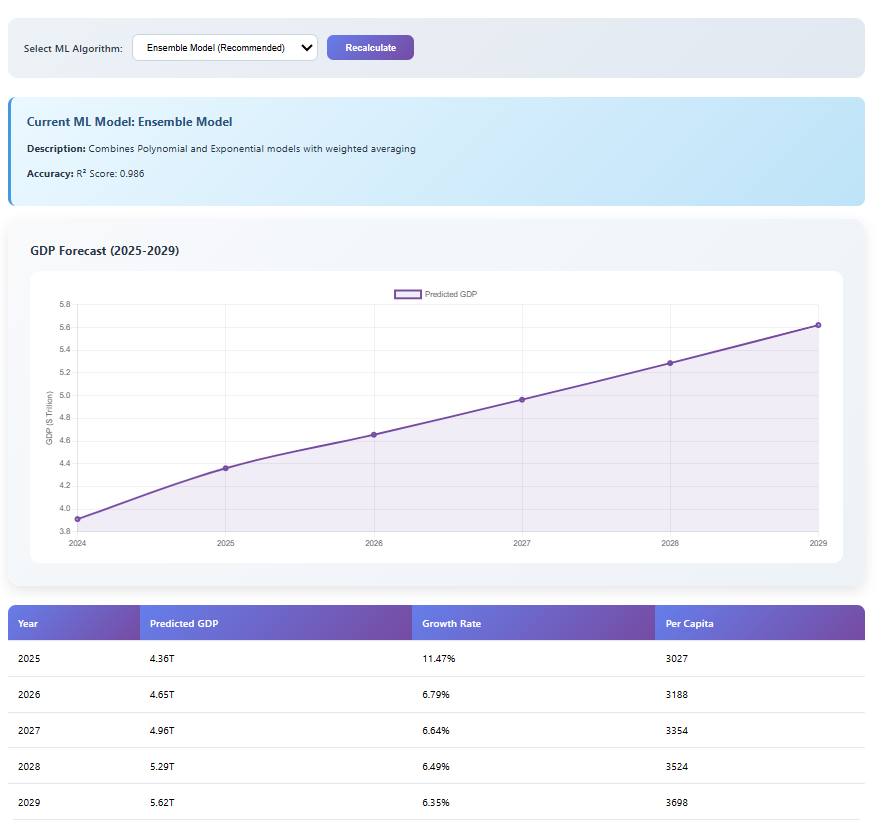 Select ML Algorithm: Ensemble Model (Recommended) Recalculate
Current ML Model: Ensemble Model
Description: Combines Polynomial and Exponential models with weighted averaging
Accuracy: R² Score: 0.986
GDP Forecast (2025-2029)
Predicted GDP
GDP ($ Trillion)
5.8
5.6
5.4
5.2
5.0
4.8
4.6
4.4
4.2
4.0
3.8
2024 2025 2026 2027 2028 2029
Year Predicted GDP Growth Rate Per Capita
2025 4.36T 11.47% 3027
2026 4.65T 6.79% 3188
2027 4.96T 6.64% 3354
2028 5.29T 6.49% 3524
2029 5.62T 6.35% 3698